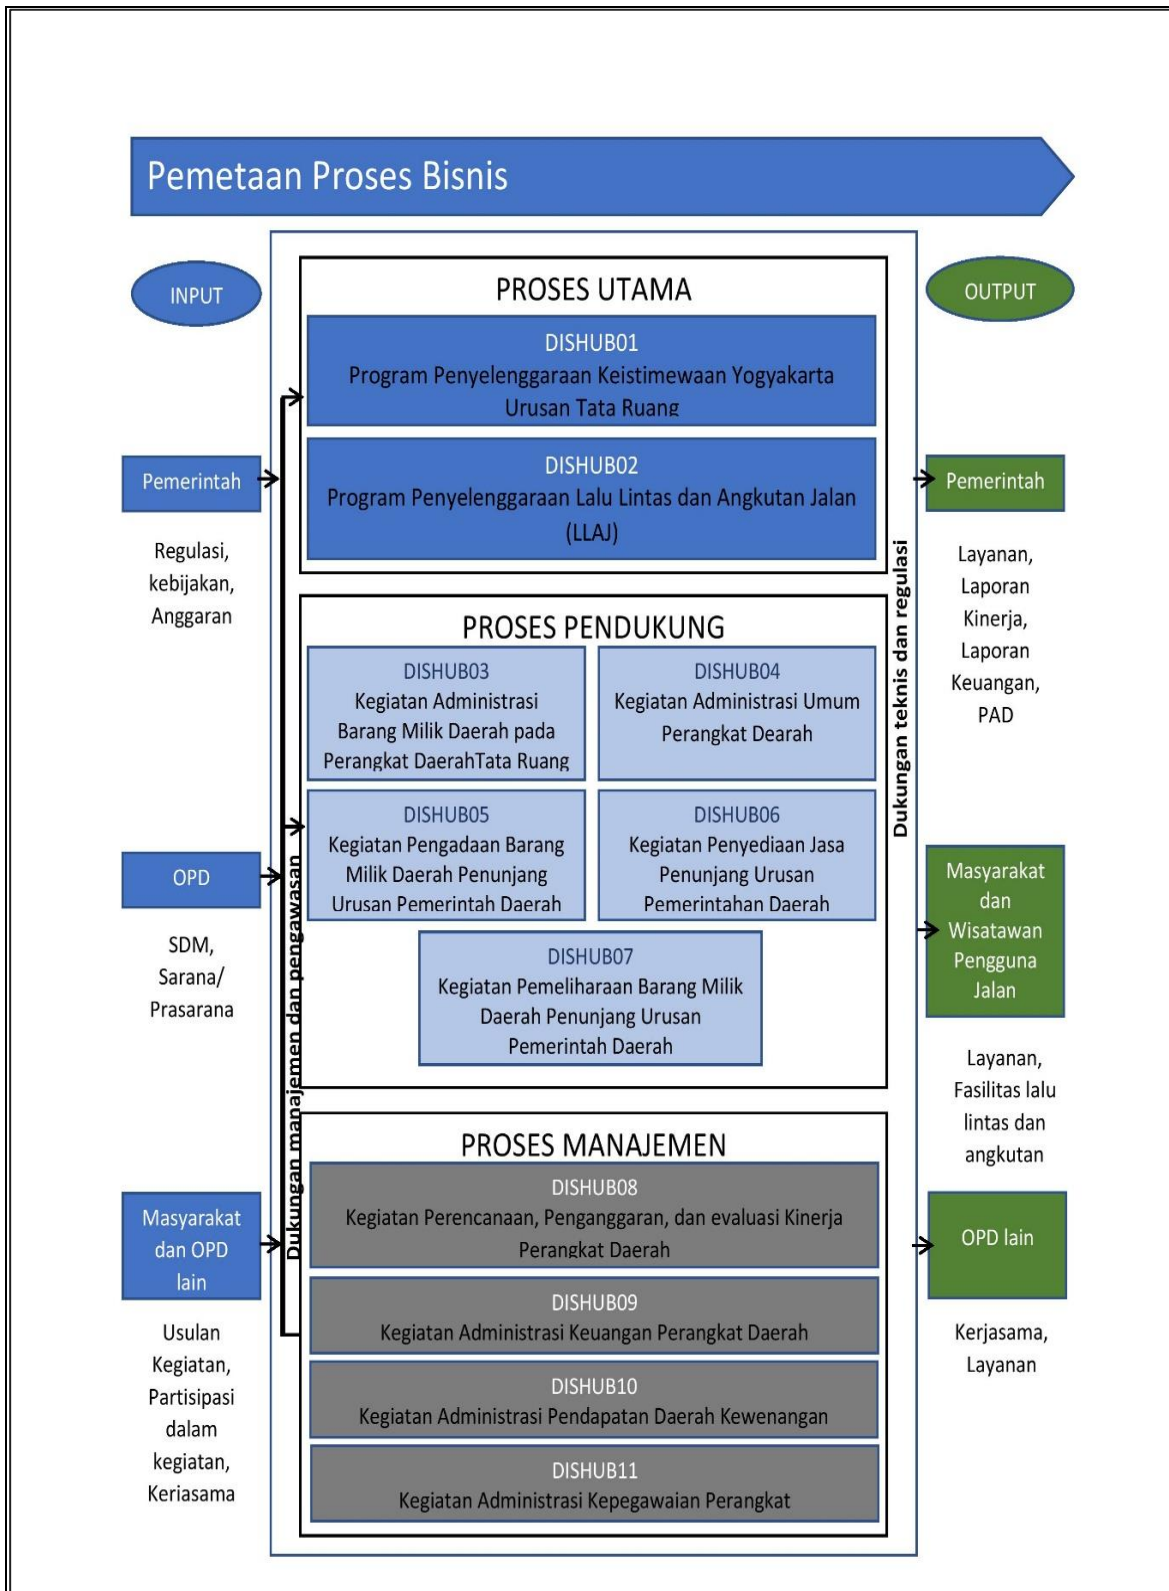 Pemetaan Proses Bisnis
INPUT
Pemerintah
Regulasi,
kebijakan,
Anggaran
OPD
SDM,
Sarana/
Prasarana
Masyarakat
dan OPD
lain
Usulan
Kegiatan,
Partisipasi
dalam
kegiatan,
Keriasama
Dukungan manajemen dan pengawasan
PROSES UTAMA
DISHUB01
Program Penyelenggaraan Keistimewaan Yogyakarta
Urusan Tata Ruang
DISHUB02
Program Penyelenggaraan Lalu Lintas dan Angkutan Jalan
(LLAJ)
PROSES PENDUKUNG
DISHUB03
Kegiatan Administrasi
Barang Milik Daerah pada
Perangkat DaerahTata Ruang
DISHUB04
Kegiatan Administrasi Umum
Perangkat Dearah
DISHUB05
Kegiatan Pengadaan Barang
Milik Daerah Penunjang
Urusan Pemerintah Daerah
DISHUB06
Kegiatan Penyediaan Jasa
Penunjang Urusan
Pemerintahan Daerah
DISHUB07
Kegiatan Pemeliharaan Barang Milik
Daerah Penunjang Urusan
Pemerintah Daerah
PROSES MANAJEMEN
DISHUB08
Kegiatan Perencanaan, Penganggaran, dan evaluasi Kinerja
Perangkat Daerah
DISHUB09
Kegiatan Administrasi Keuangan Perangkat Daerah
DISHUB10
Kegiatan Administrasi Pendapatan Daerah Kewenangan
DISHUB11
Kegiatan Administrasi Kepegawaian Perangkat
Dukungan teknis dan regulasi
OUTPUT
Pemerintah
Layanan,
Laporan
Kinerja,
Laporan
Keuangan,
PAD
Masyarakat
dan
Wisatawan
Pengguna
Jalan
Layanan,
Fasilitas lalu
lintas dan
angkutan
OPD lain
Kerjasama,
Layanan